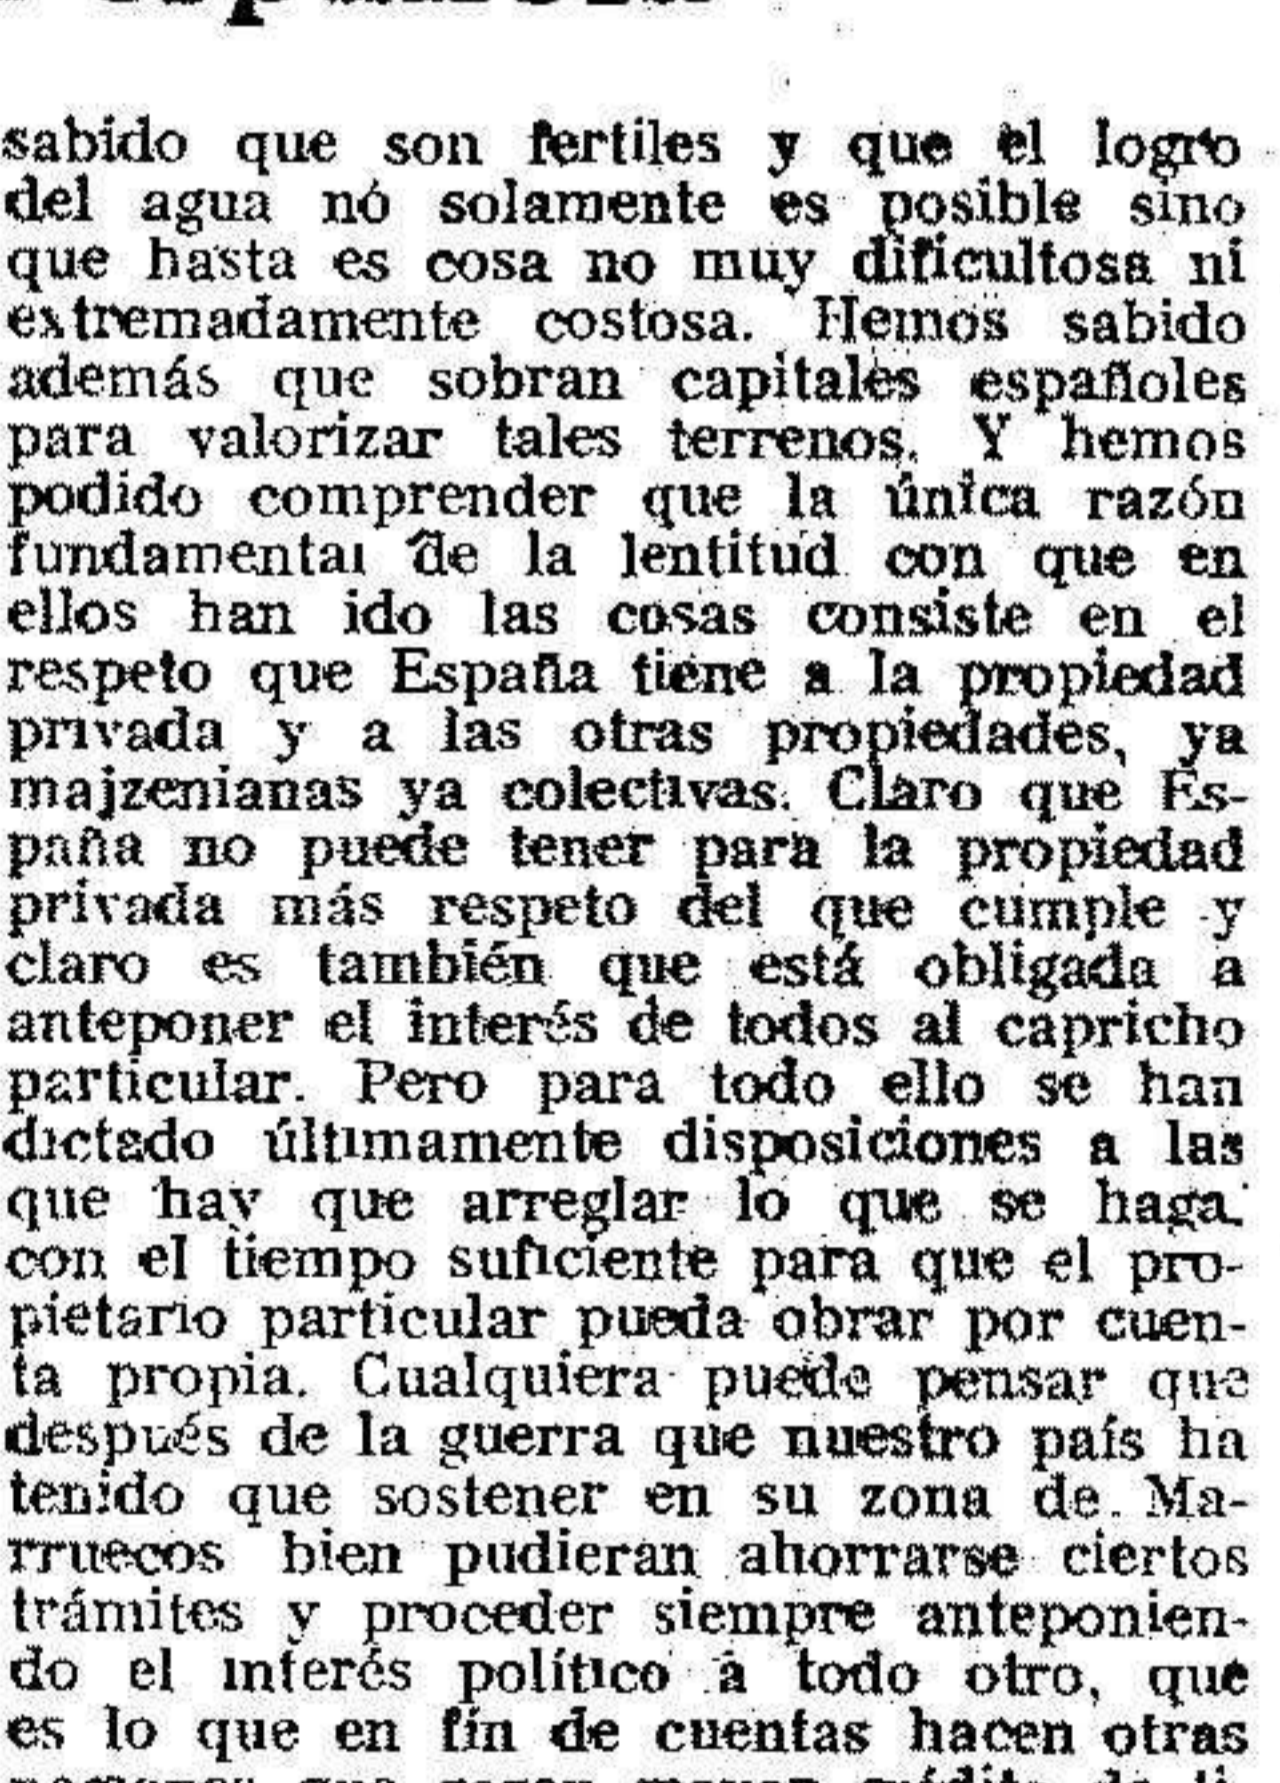 sabido que son fertiles y que el logro
del agua nó solamente es posible sino
que hasta es cosa no muy dificultosa ni
extremadamente costosa. Hemos sabido
además que sobran capitales españoles
para valorizar tales terrenos. Y hemos
podido comprender que la única razón
fundamental de la lentitud con que en
ellos han ido las cosas consiste en el
respeto que España tiene a la propiedad
privada y a las otras propiedades, ya
majzenianas ya colectivas. Claro que Es-
paña no puede tener para la propiedad
privada más respeto del que cumple y
claro es también que está obligada a
anteponer el interés de todos al capricho
particular. Pero para todo ello se han
dictado últimamente disposiciones a las
que hay que arreglar lo que se haga.
con el tiempo suficiente para que el pro-
pietario particular pueda obrar por cuen-
ta propia. Cualquiera puede pensar que
después de la guerra que nuestro país ha
tenido que sostener en su zona de Ma-
rruecos bien pudieran ahorrarse ciertos
trámites y proceder siempre anteponien-
do el interés político a todo otro, que
es lo que en fin de cuentas hacen otras